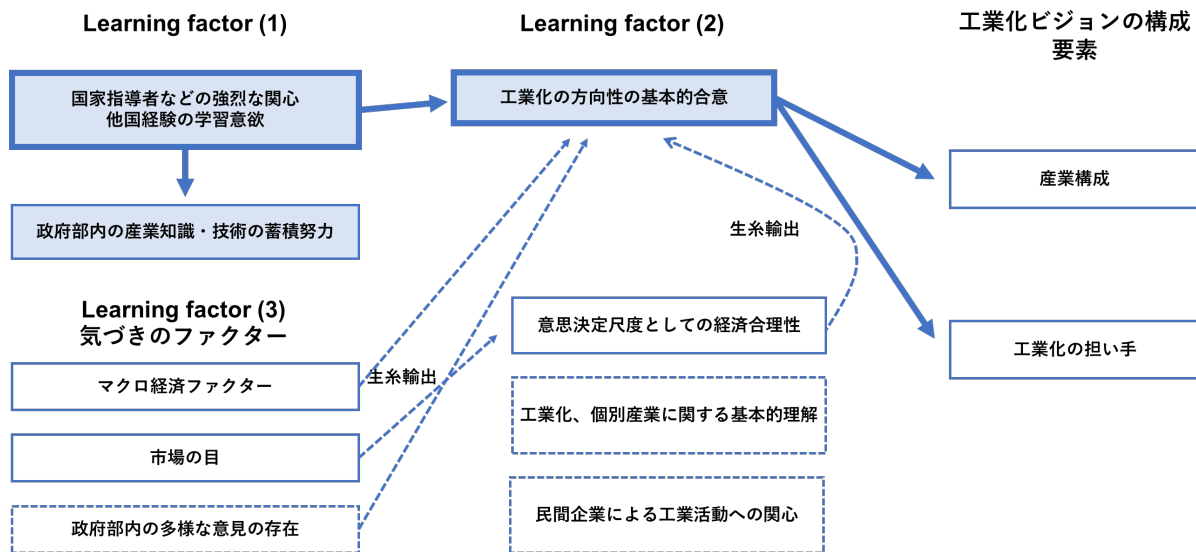 Learning factor (1)
国家指導者などの強烈な関心
他国経験の学習意欲
政府部内の産業知識・技術の蓄積努力
Learning factor (3)
気づきのファクター
マクロ経済ファクター
市場の目
政府部内の多様な意見の存在
生糸輸出
Learning factor (2)
工業化の方向性の基本的合意
生糸輸出
意思決定尺度としての経済合理性
工業化、個別産業に関する基本的理解
民間企業による工業活動への関心
工業化ビジョンの構成
要素
産業構成
工業化の担い手